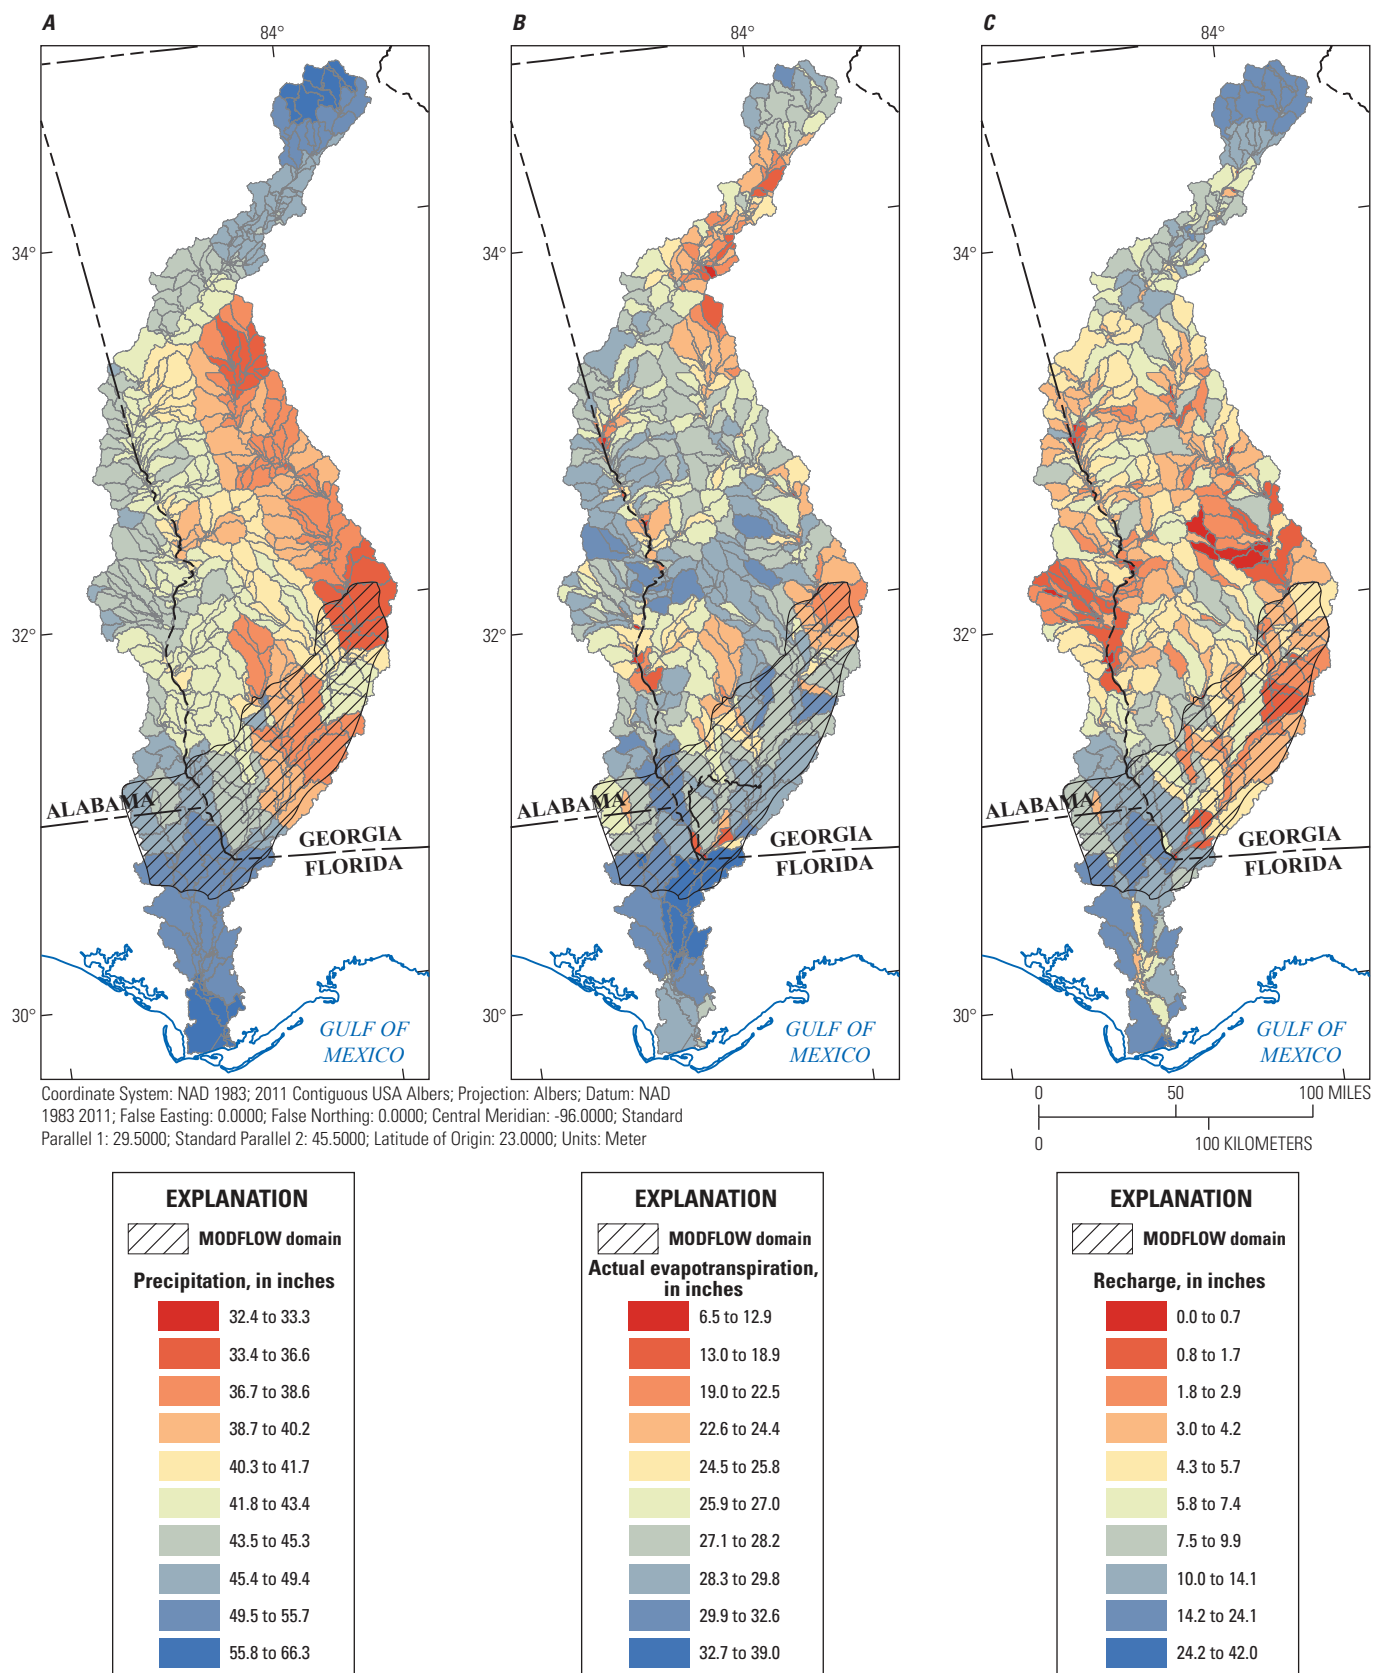 A
84°
34°
32°
30°
ALABAMA
GEORGIA
FLORIDA
GULF OF
MEXICO
B
84°
34°
32°
30°
ALABAMA
GEORGIA
FLORIDA
GULF OF
MEXICO
C
84°
34°
32°
30°
ALABAMA
GEORGIA
FLORIDA
GULF OF
MEXICO
Coordinate System: NAD 1983; 2011 Contiguous USA Albers; Projection: Albers; Datum: NAD
1983 2011; False Easting: 0.0000; False Northing: 0.0000; Central Meridian: -96.0000; Standard
Parallel 1: 29.5000; Standard Parallel 2: 45.5000; Latitude of Origin: 23.0000; Units: Meter
0 50 100 MILES
0 100 KILOMETERS
EXPLANATION
MODFLOW domain
Precipitation, in inches
32.4 to 33.3
33.4 to 36.6
36.7 to 38.6
38.7 to 40.2
40.3 to 41.7
41.8 to 43.4
43.5 to 45.3
45.4 to 49.4
49.5 to 55.7
55.8 to 66.3
EXPLANATION
MODFLOW domain
Actual evapotranspiration,
in inches
6.5 to 12.9
13.0 to 18.9
19.0 to 22.5
22.6 to 24.4
24.5 to 25.8
25.9 to 27.0
27.1 to 28.2
28.3 to 29.8
29.9 to 32.6
32.7 to 39.0
EXPLANATION
MODFLOW domain
Recharge, in inches
0.0 to 0.7
0.8 to 1.7
1.8 to 2.9
3.0 to 4.2
4.3 to 5.7
5.8 to 7.4
7.5 to 9.9
10.0 to 14.1
14.2 to 24.1
24.2 to 42.0